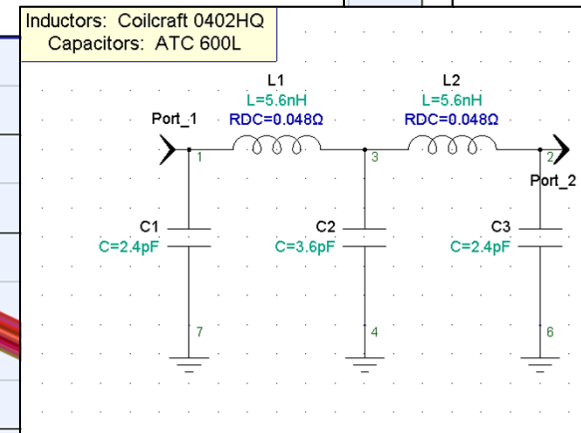 Inductors: Coilcraft 0402HQ
Capacitors: ATC 600L
L1
L=5.6nH
RDC=0.048Ω
L2
L=5.6nH
RDC=0.048Ω
Port_1
1
3
2
Port_2
C1
C=2.4pF
C2
C=3.6pF
C3
C=2.4pF
7
4
6